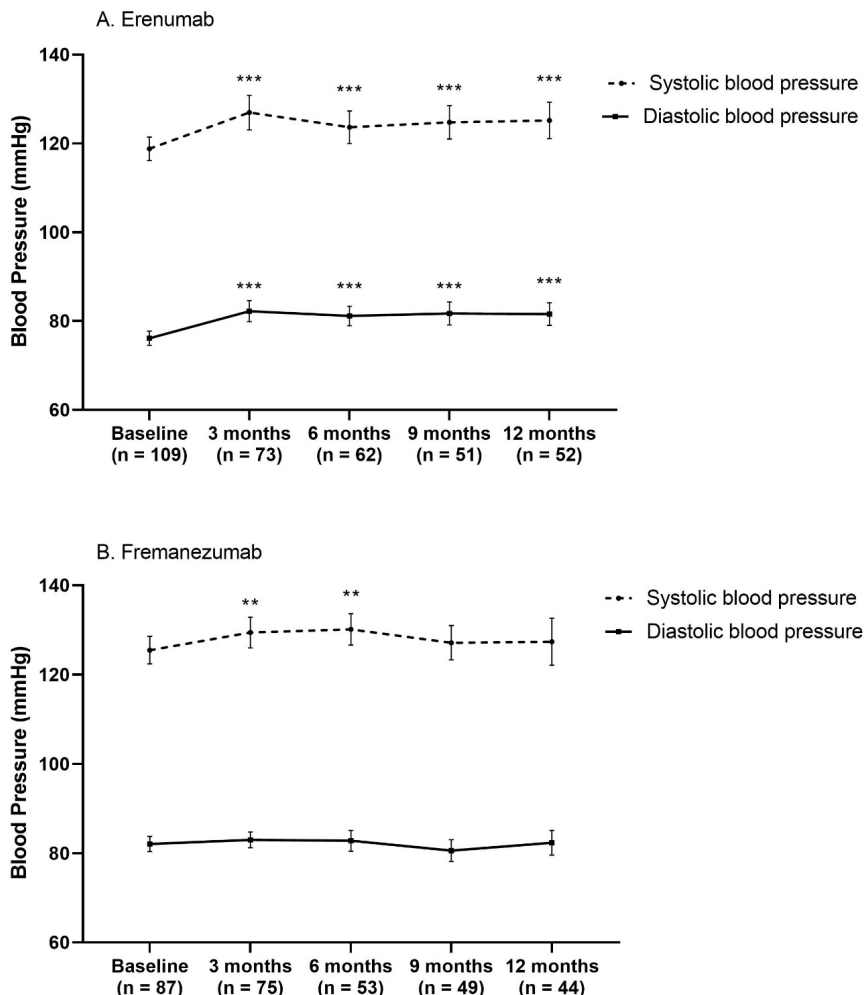 A. Erenumab
140
120
100
80
60
Blood Pressure (mmHg)
*** *** *** ***
*** *** *** ***
Systolic blood pressure
Diastolic blood pressure
Baseline 3 months 6 months 9 months 12 months
(n = 109) (n = 73) (n = 62) (n = 51) (n = 52)
B. Fremanezumab
140
120
100
80
60
Blood Pressure (mmHg)
** **
Systolic blood pressure
Diastolic blood pressure
Baseline 3 months 6 months 9 months 12 months
(n = 87) (n = 75) (n = 53) (n = 49) (n = 44)